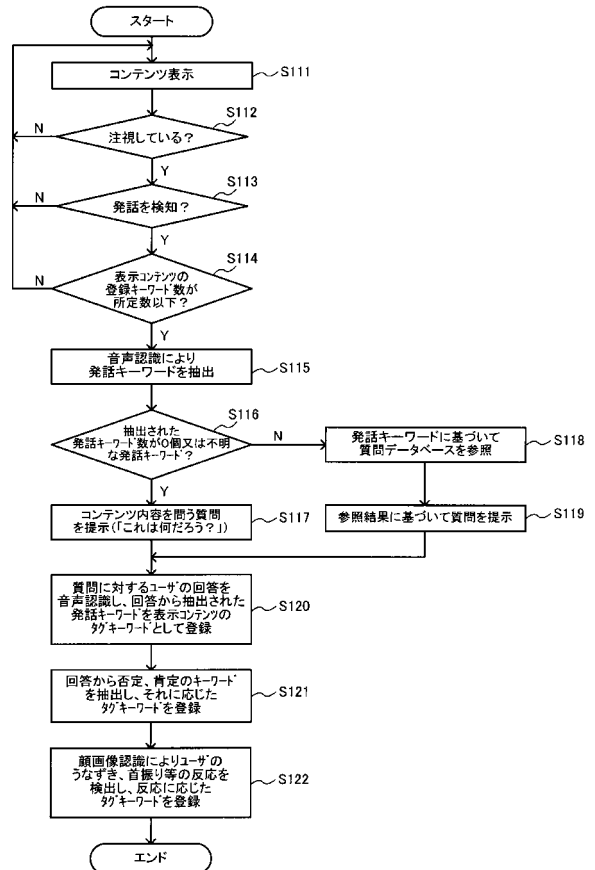 スタート
コンテンツ表示
S111
S112
注視している?
N
Y
S113
発話を検知?
N
Y
S114
表示コンテンツの
登録キーワード数が
所定数以下?
N
Y
音声認識により
発話キーワードを抽出
S115
S116
抽出された
発話キーワード数が0個又は不明
な発話キーワード?
N
Y
発話キーワードに基づいて
質問データベースを参照
S118
コンテンツ内容を問う質問
を提示(「これは何だろう?」)
S117
参照結果に基づいて質問を提示
S119
質問に対するユーザの回答を
音声認識し、回答から抽出された
発話キーワードを表示コンテンツの
タグキーワードとして登録
S120
回答から否定、肯定のキーワード
を抽出し、それに応じた
タグキーワードを登録
S121
顔画像認識によりユーザの
うなずき、首振り等の反応を
検出し、反応に応じた
タグキーワードを登録
S122
エンド